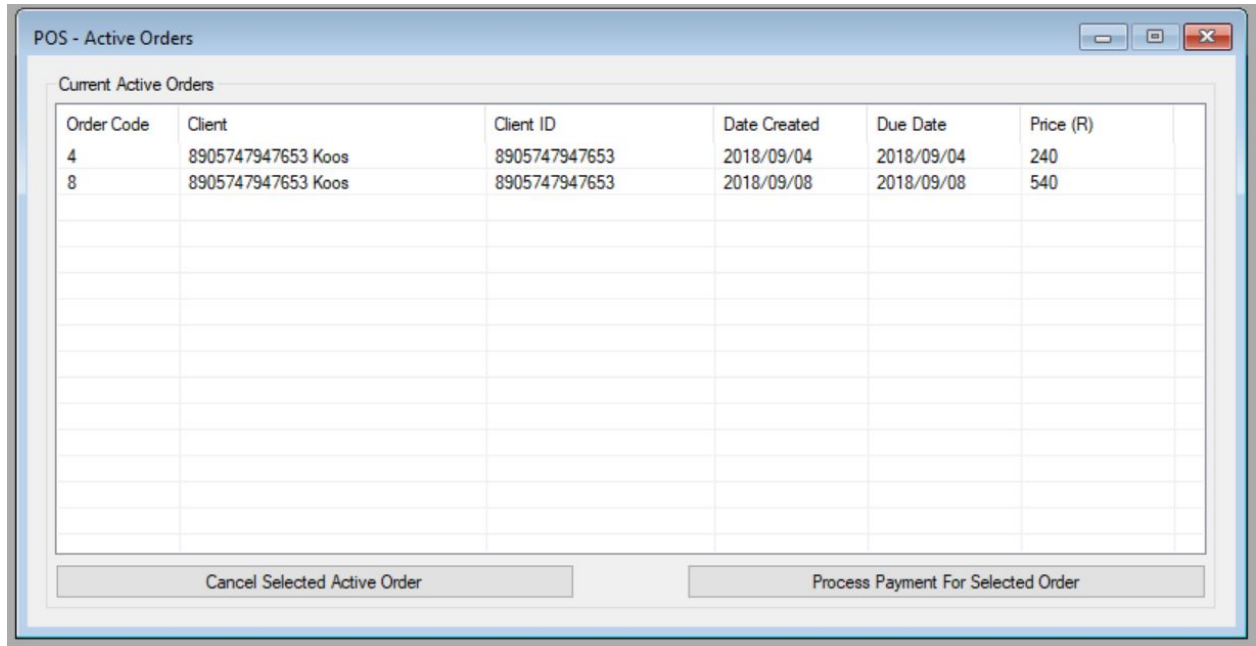 POS - Active Orders
Current Active Orders
Order Code Client Client ID Date Created Due Date Price (R)
4 8905747947653 Koos 8905747947653 2018/09/04 2018/09/04 240
8 8905747947653 Koos 8905747947653 2018/09/08 2018/09/08 540
Cancel Selected Active Order Process Payment For Selected Order